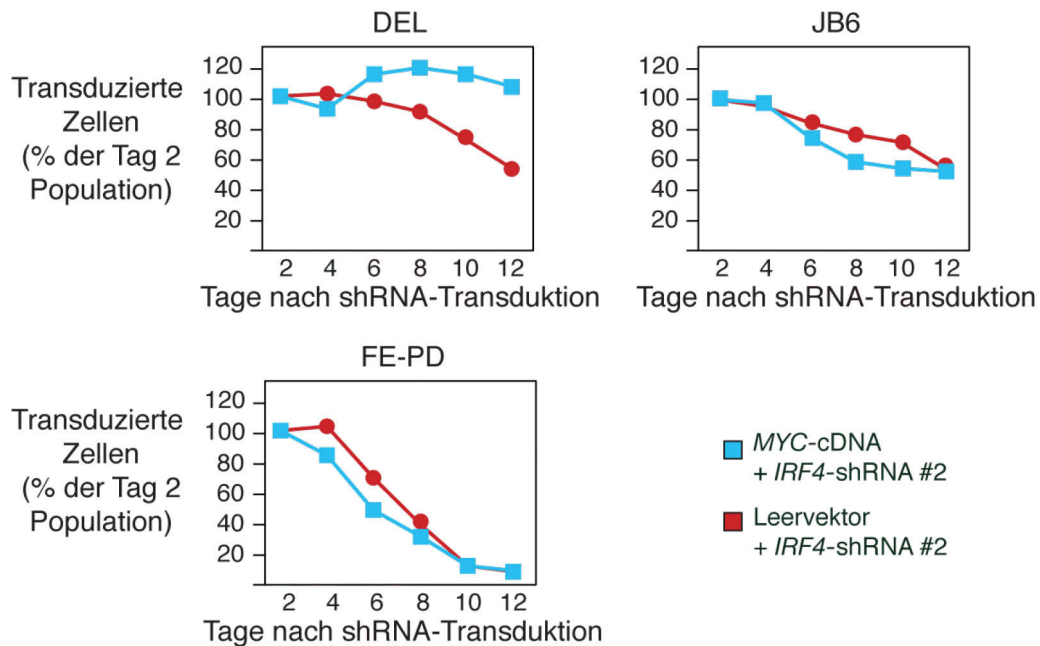 DEL
Transduzierte
Zellen
(% der Tag 2
Population)
120
100
80
60
40
20
2 4 6 8 10 12
Tage nach shRNA-Transduktion
JB6
120
100
80
60
40
20
2 4 6 8 10 12
Tage nach shRNA-Transduktion
FE-PD
Transduzierte
Zellen
(% der Tag 2
Population)
120
100
80
60
40
20
2 4 6 8 10 12
Tage nach shRNA-Transduktion
MYC-cDNA
+ IRF4-shRNA #2
Leervektor
+ IRF4-shRNA #2